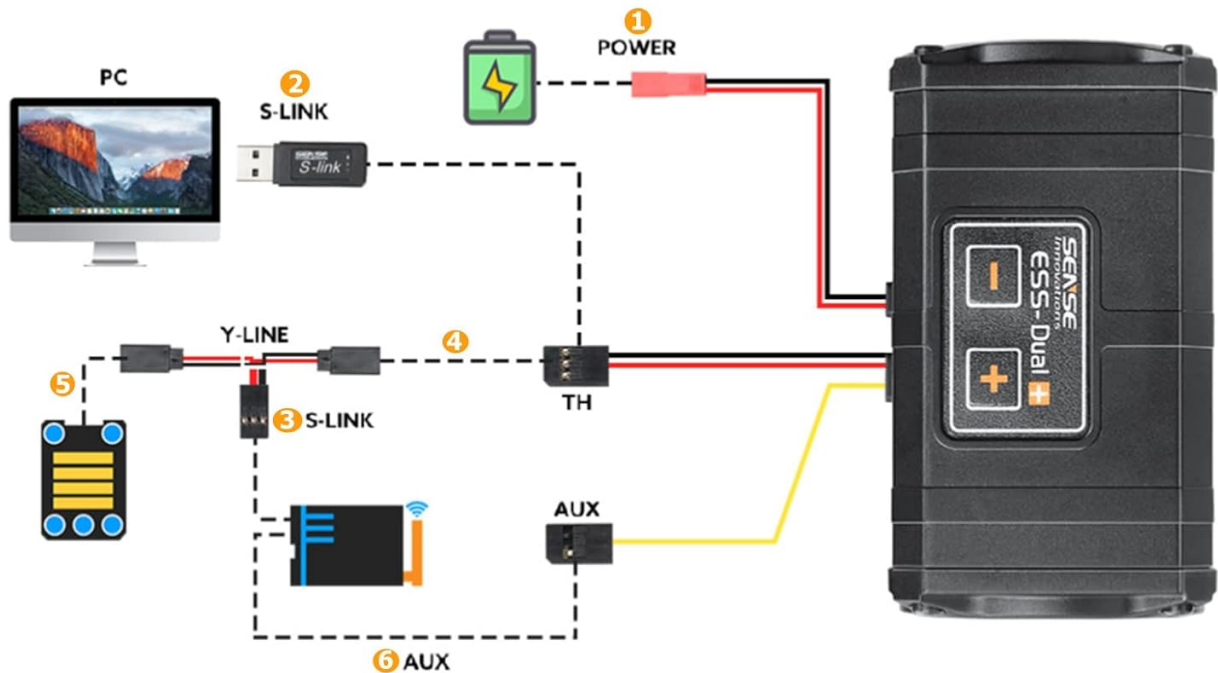 1
POWER
PC
2
S-LINK
SENSE
S-link
SENSE
Innovations
ESS-Dual +
-
+
Y-LINE
4
TH
5
3 S-LINK
AUX
6 AUX